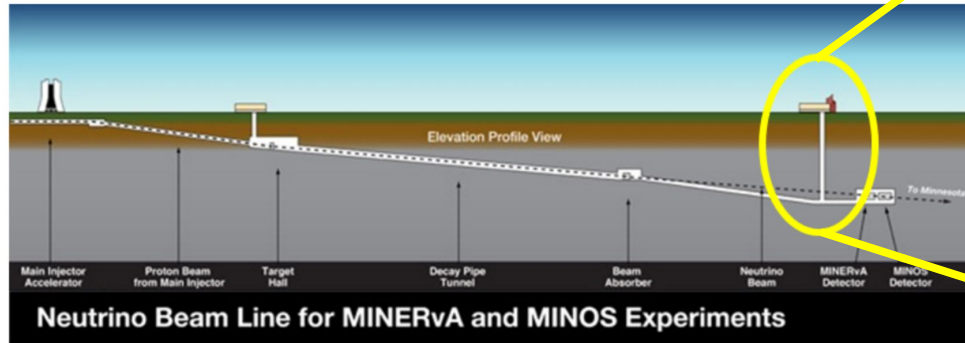 Elevation Profile View
To Minnesota
Main Injector
Accelerator
Proton Beam
from Main Injector
Target
Hall
Decay Pipe
Tunnel
Beam
Absorber
Neutrino
Beam
MINERvA
Detector
MINOS
Detector
Neutrino Beam Line for MINERvA and MINOS Experiments